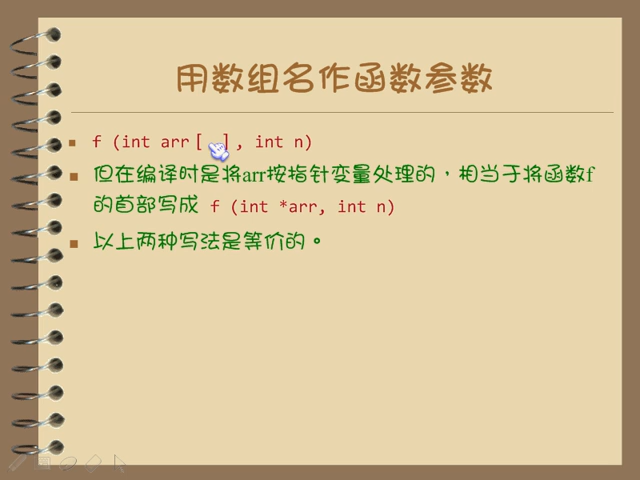 用数组名作函数参数
f (int arr[ ], int n)
但在编译时是将arr按指针变量处理的，相当于将函数f
的首部写成 f (int *arr, int n)
以上两种写法是等价的。